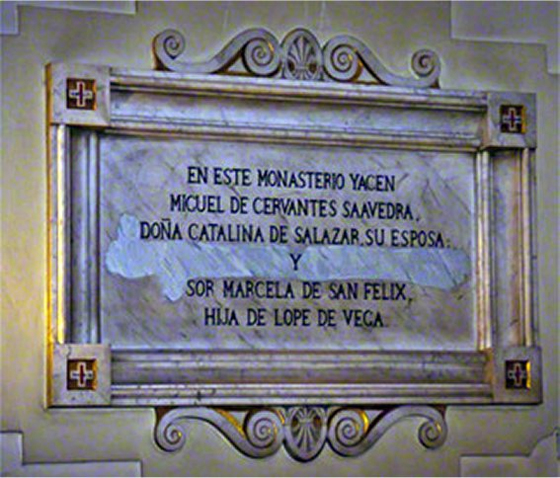 EN ESTE MONASTERIO YACEN
MIGUEL DE CERVANTES SAAVEDRA,
DOÑA CATALINA DE SALAZAR, SU ESPOSA;
Y
SOR MARCELA DE SAN FELIX,
HIJA DE LOPE DE VEGA